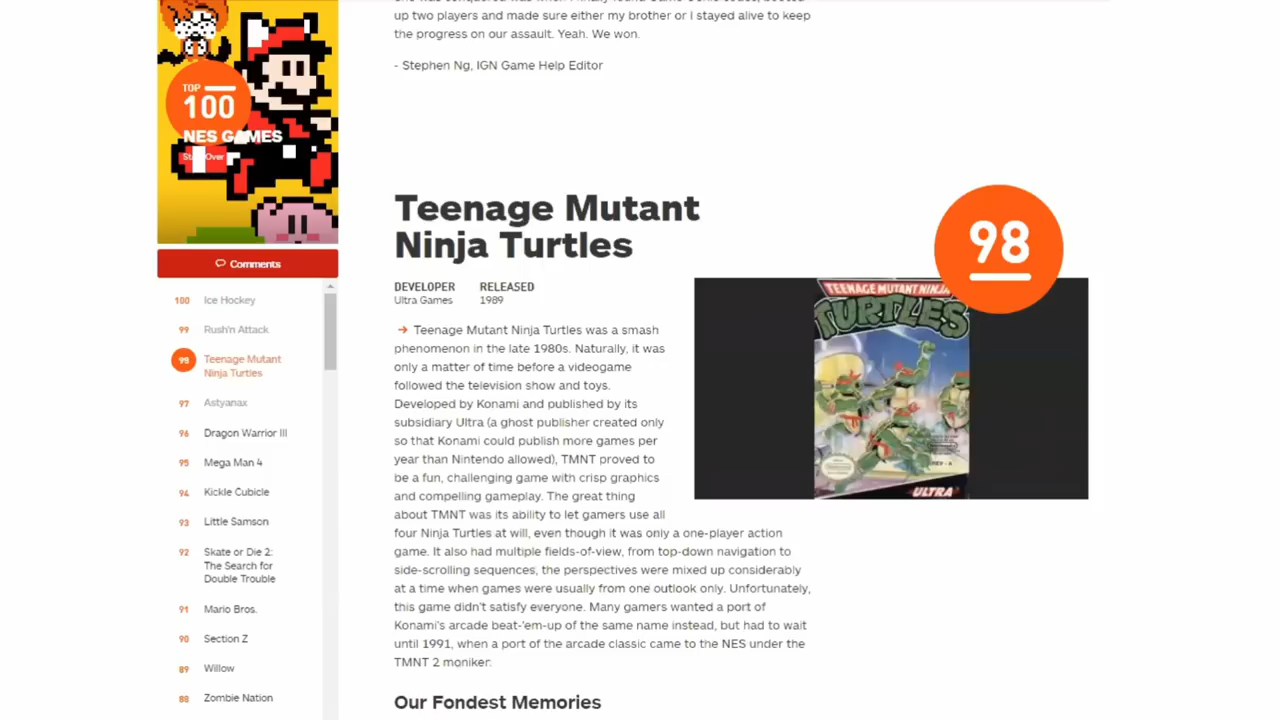 up two players and made sure either my brother or I stayed alive to keep
the progress on our assault. Yeah. We won.
- Stephen Ng, IGN Game Help Editor
TOP
100
NES GAMES
Start Over
Comments
100 Ice Hockey
99 Rush'n Attack
98 Teenage Mutant
Ninja Turtles
97 Astyanax
96 Dragon Warrior III
95 Mega Man 4
94 Kickle Cubicle
93 Little Samson
92 Skate or Die 2:
The Search for
Double Trouble
91 Mario Bros.
90 Section Z
89 Willow
88 Zombie Nation
Teenage Mutant
Ninja Turtles
98
DEVELOPER RELEASED
Ultra Games 1989
→ Teenage Mutant Ninja Turtles was a smash
phenomenon in the late 1980s. Naturally, it was
only a matter of time before a videogame
followed the television show and toys.
Developed by Konami and published by its
subsidiary Ultra (a ghost publisher created only
so that Konami could publish more games per
year than Nintendo allowed), TMNT proved to
be a fun, challenging game with crisp graphics
and compelling gameplay. The great thing
about TMNT was its ability to let gamers use all
four Ninja Turtles at will, even though it was only a one-player action
game. It also had multiple fields-of-view, from top-down navigation to
side-scrolling sequences, the perspectives were mixed up considerably
at a time when games were usually from one outlook only. Unfortunately,
this game didn't satisfy everyone. Many gamers wanted a port of
Konami's arcade beat-'em-up of the same name instead, but had to wait
until 1991, when a port of the arcade classic came to the NES under the
TMNT 2 moniker.
TEENAGE MUTANT NINJA
TURTLES
ULTRA
Our Fondest Memories